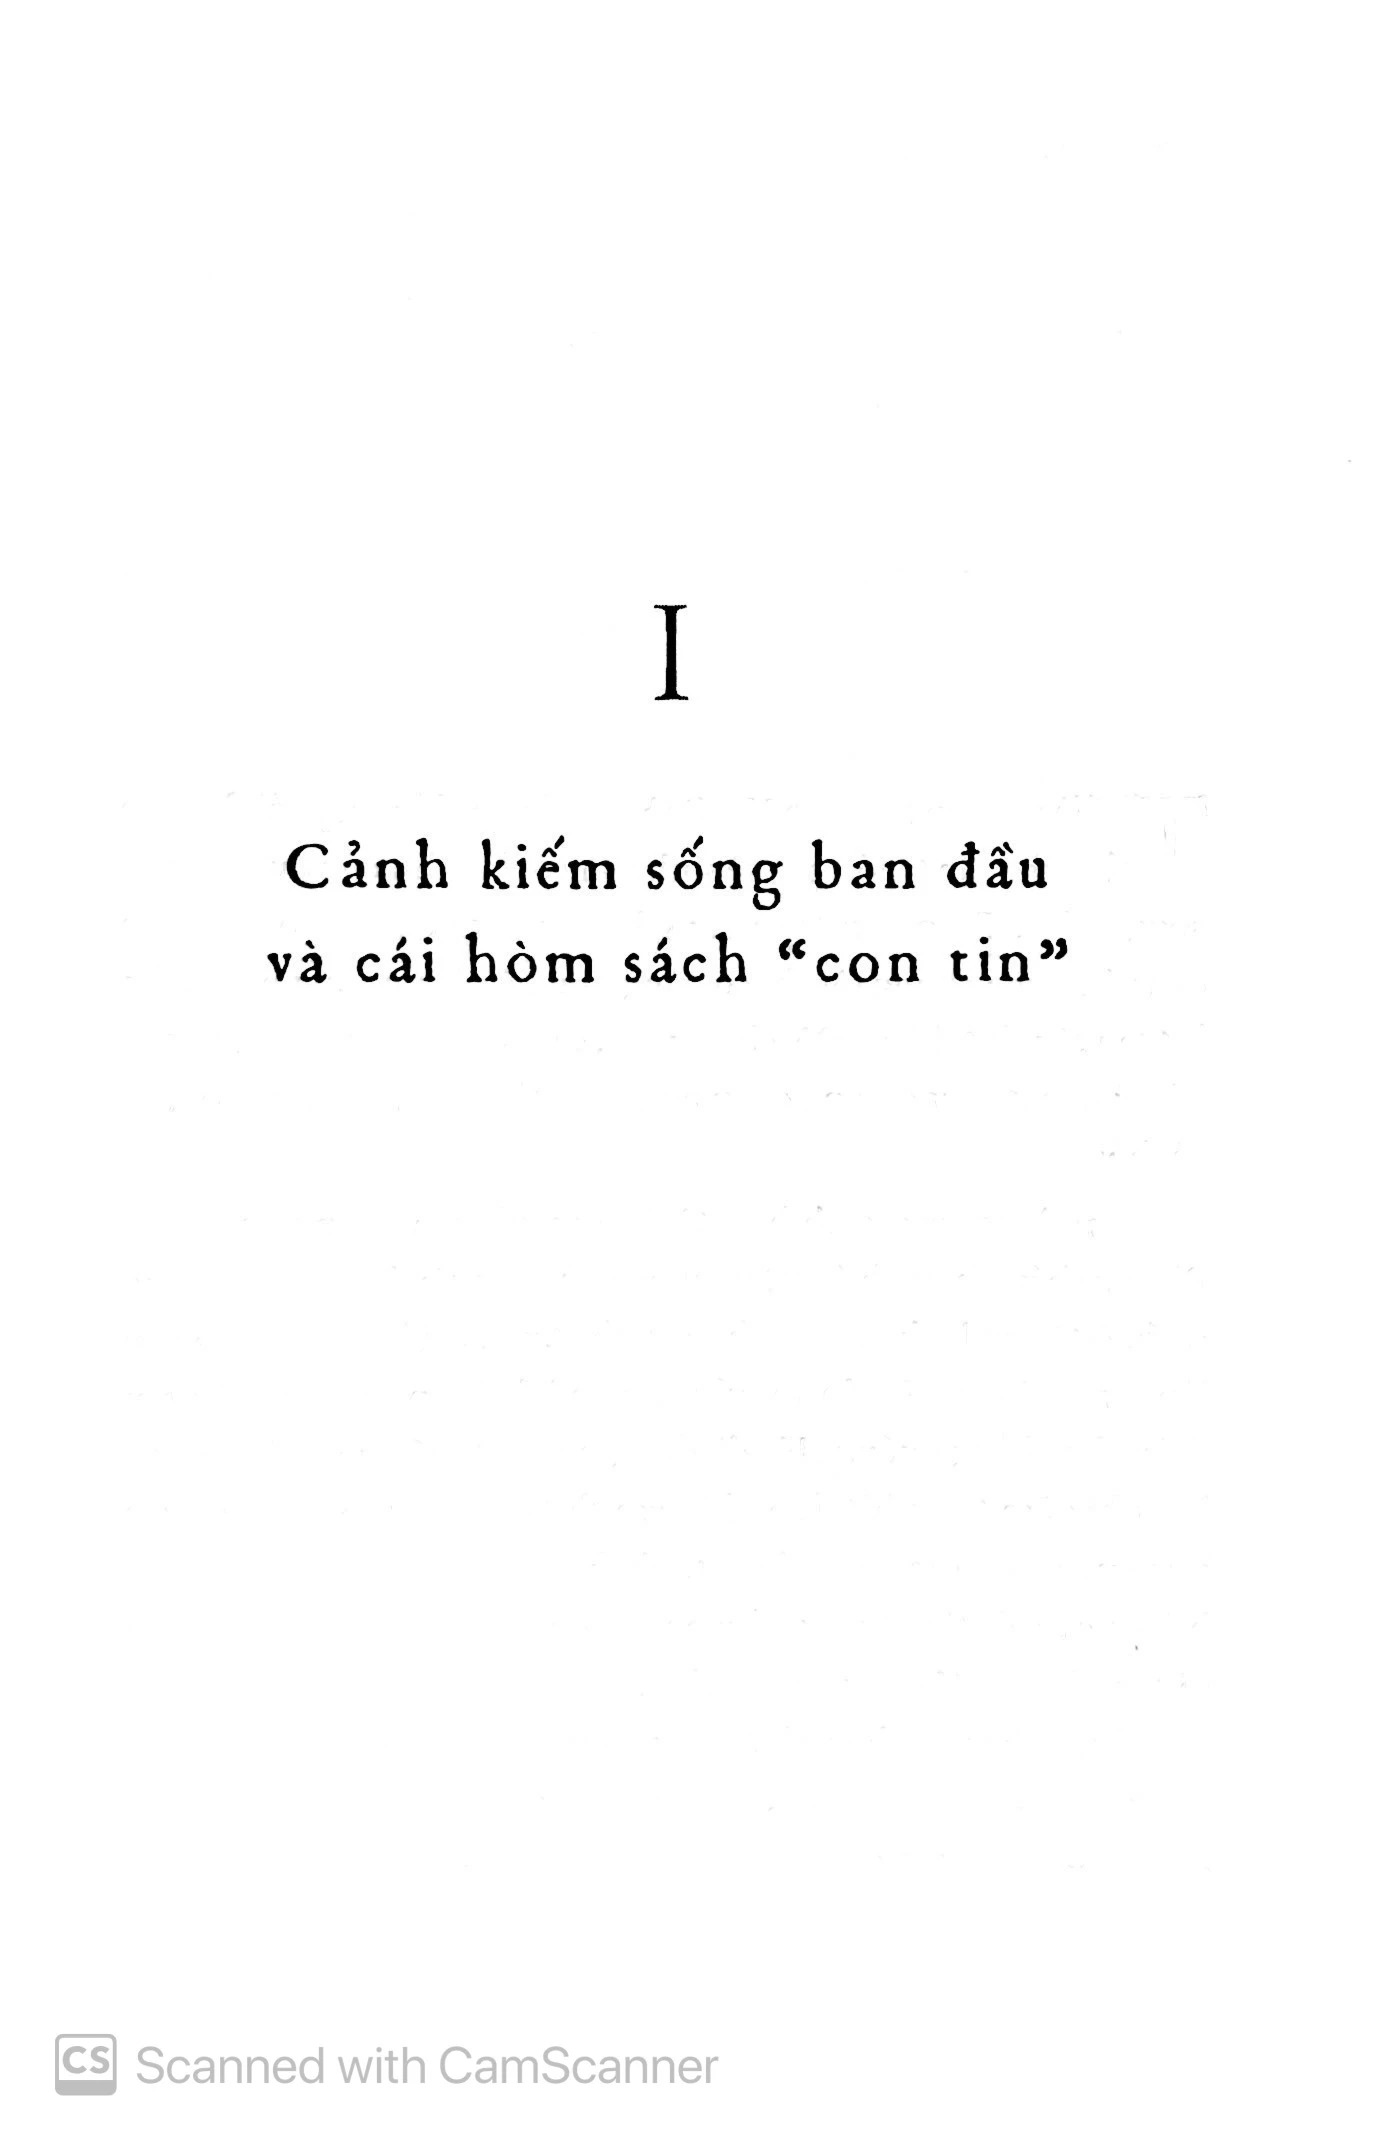 I
Cảnh kiếm sống ban đầu
và cái hòm sách “con tin”
CS Scanned with CamScanner